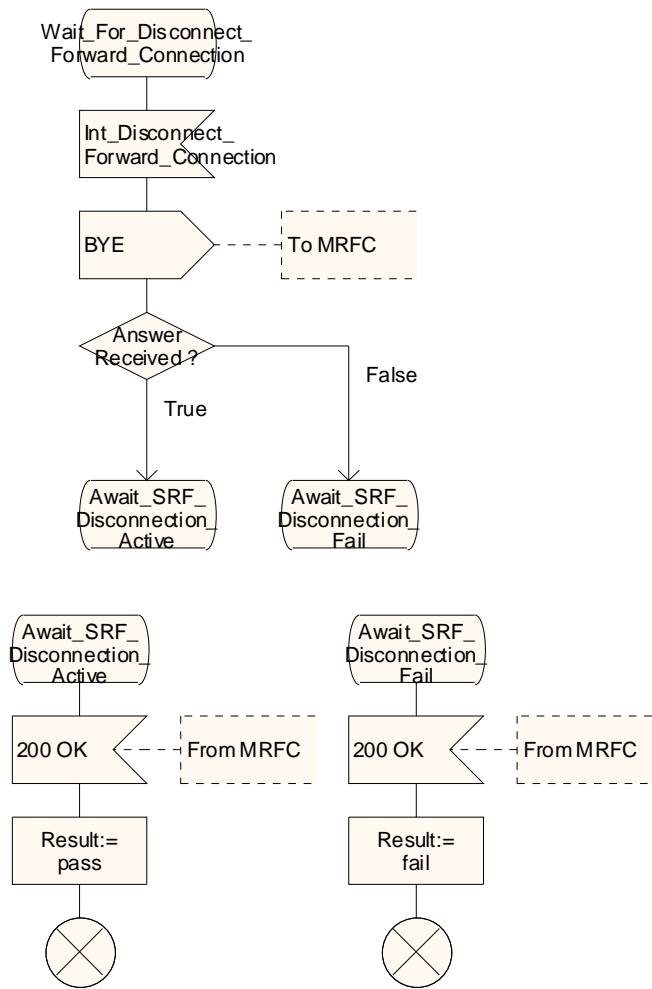 Wait_For_Disconnect_
Forward_Connection
Int_Disconnect_
Forward_Connection
BYE
To MRFC
Answer
Received ?
False
True
Await_SRF_
Disconnection_
Active
Await_SRF_
Disconnection_
Fail
Await_SRF_
Disconnection_
Active
Await_SRF_
Disconnection_
Fail
200 OK
From MRFC
200 OK
From MRFC
Result:=
pass
Result:=
fail